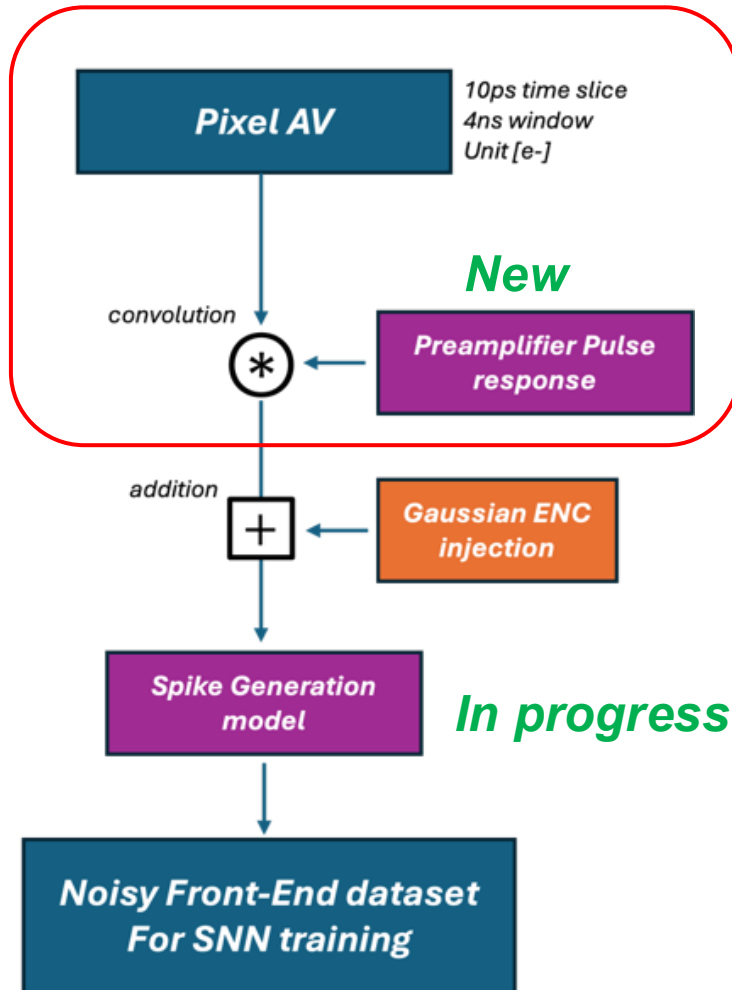 Pixel AV
10ps time slice
4ns window
Unit [e-]
New
convolution
*
Preamplifier Pulse
response
addition
+
Gaussian ENC
injection
Spike Generation
model
In progress
Noisy Front-End dataset
For SNN training